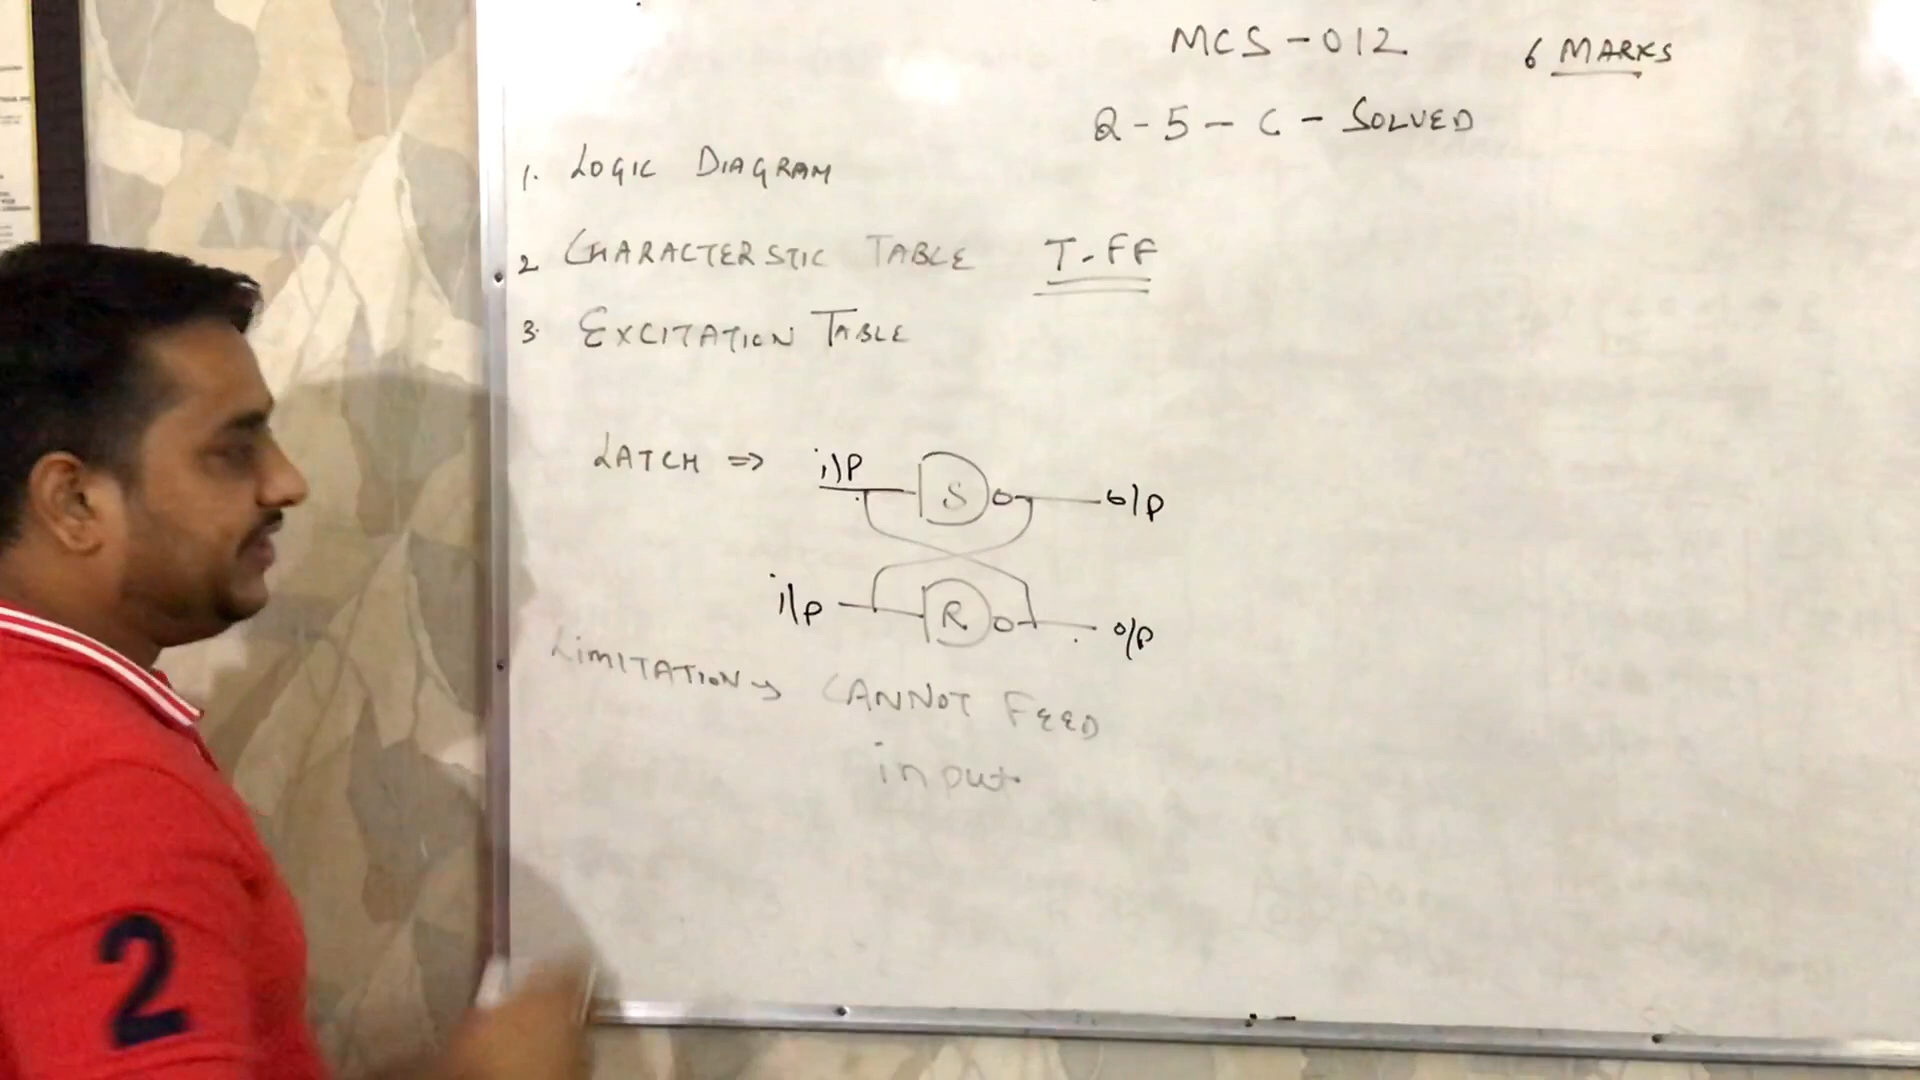 MCS-012 6 MARKS
Q-5-C-SOLVED
1. LOGIC DIAGRAM
2 CHARACTERSTIC TABLE T-FF
3. EXCITATION TABLE
LATCH => i/P S o/P
i/p R o/p
LIMITATION → CANNOT FEED
input
2